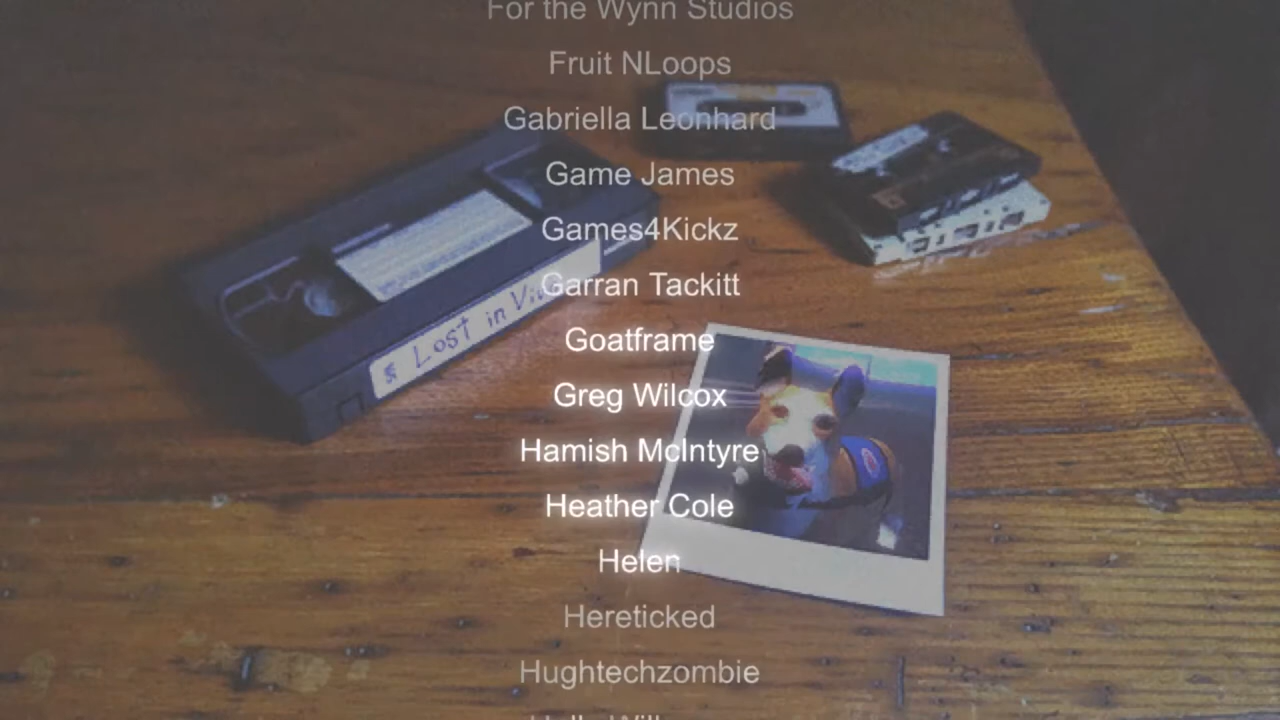 For the Wynn Studios
Fruit NLoops
Gabriella Leonhard
Game James
Games4Kickz
Garran Tackitt
Goatframe
Greg Wilcox
Hamish McIntyre
Heather Cole
Helen
Hereticked
Hughtechzombie
Lost in Vivo